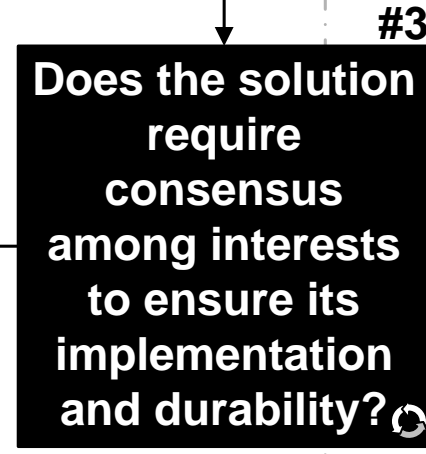 #3
Does the solution
require
consensus
among interests
to ensure its
implementation
and durability?